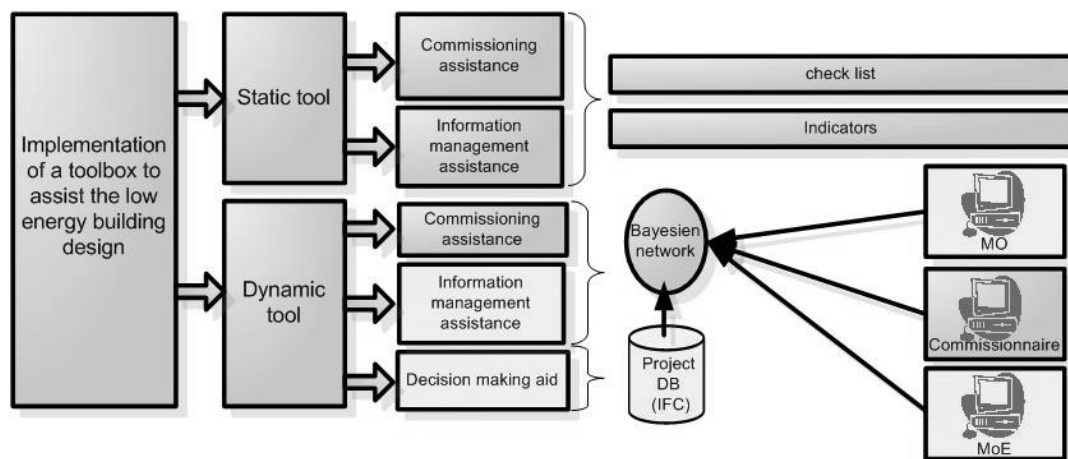 Implementation
of a toolbox to
assist the low
energy building
design
Static tool
Dynamic
tool
Commissioning
assistance
Information
management
assistance
Commissioning
assistance
Information
management
assistance
Decision making aid
check list
Indicators
Bayesien
network
Project
DB
(IFC)
MO
Commissionnaire
MoE